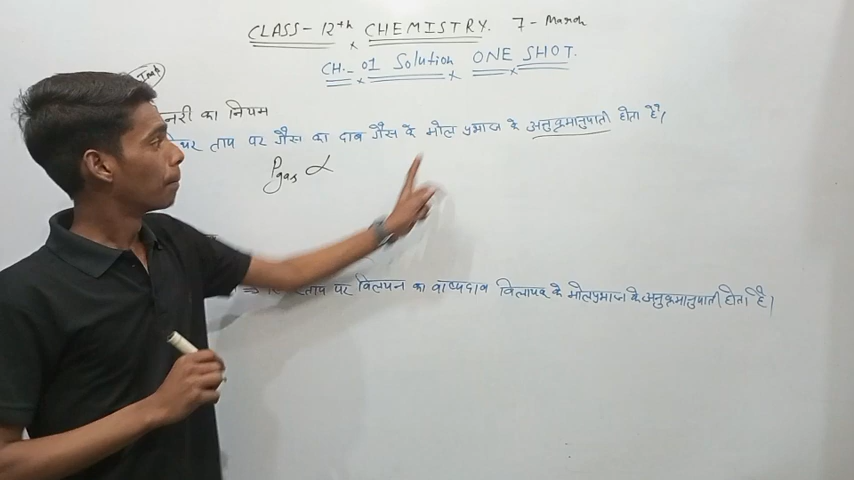 CLASS - 12th CHEMISTRY. 7 - March
CH. 01 Solution ONE SHOT.
नरी का नियम
पर ताप पर गैस का दाब गैस के मोल प्रभाज के अनुक्रमानुपाती होता है।
Pgas ∝
ताप पर विलयन का वाष्पदाब विलायक के मोलप्रभाज के अनुक्रमानुपाती होता है।